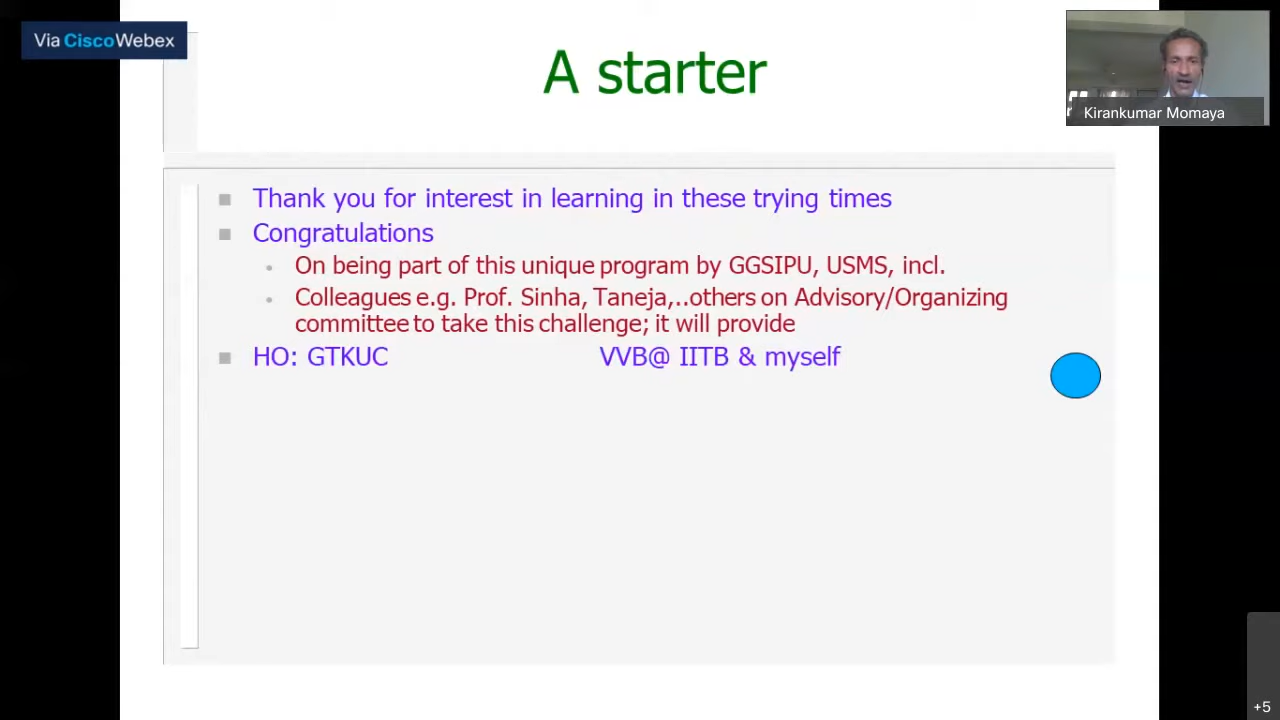 Via Cisco Webex
A starter
Kirankumar Momaya
Thank you for interest in learning in these trying times
Congratulations
On being part of this unique program by GGSIPU, USMS, incl.
Colleagues e.g. Prof. Sinha, Taneja,..others on Advisory/Organizing
committee to take this challenge; it will provide
HO: GTKUC VVB@ IITB & myself
+5